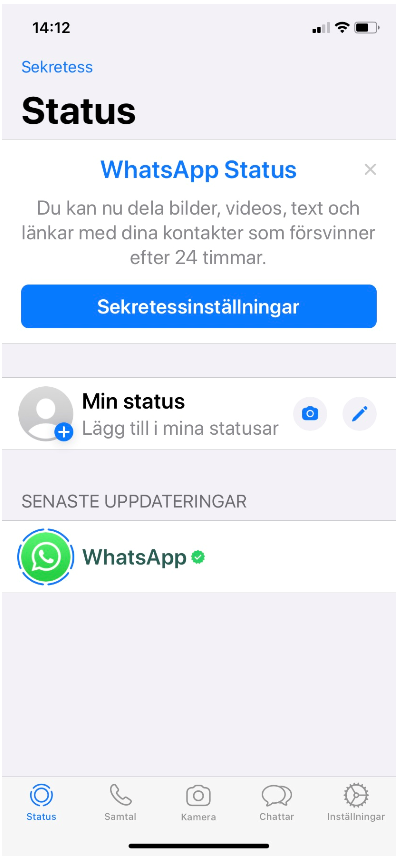 14:12
Sekretess
Status
WhatsApp Status
Du kan nu dela bilder, videos, text och
länkar med dina kontakter som försvinner
efter 24 timmar.
Sekretessinställningar
Min status
Lägg till i mina statusar
SENASTE UPPDATERINGAR
WhatsApp
Status Samtal Kamera Chattar Inställningar